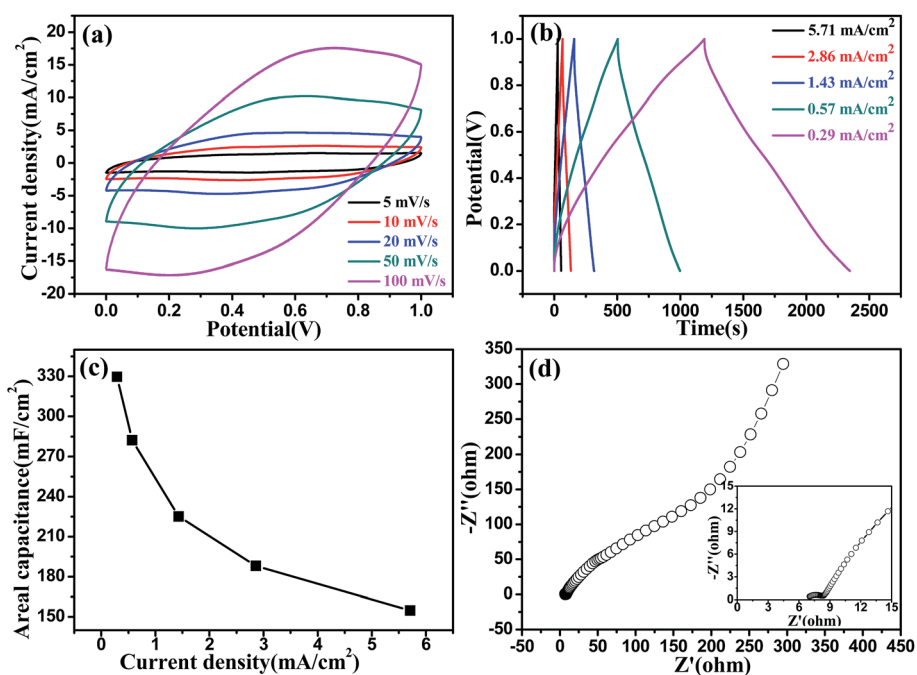 (a)
Current density(mA/cm²)
20
15
10
5
0
-5
-10
-15
-20
5 mV/s
10 mV/s
20 mV/s
50 mV/s
100 mV/s
0.0 0.2 0.4 0.6 0.8 1.0
Potential(V)
(b)
Potential(V)
1.0
0.8
0.6
0.4
0.2
0.0
5.71 mA/cm²
2.86 mA/cm²
1.43 mA/cm²
0.57 mA/cm²
0.29 mA/cm²
0 500 1000 1500 2000 2500
Time(s)
(c)
Areal capacitance(mF/cm²)
330
300
270
240
210
180
150
0 1 2 3 4 5 6
Current density(mA/cm²)
(d)
-Z''(ohm)
350
300
250
200
150
100
50
0
-50
-50 0 50 100 150 200 250 300 350 400 450
Z'(ohm)
-Z''(ohm)
15
12
9
6
3
0
0 3 6 9 12 15
Z'(ohm)